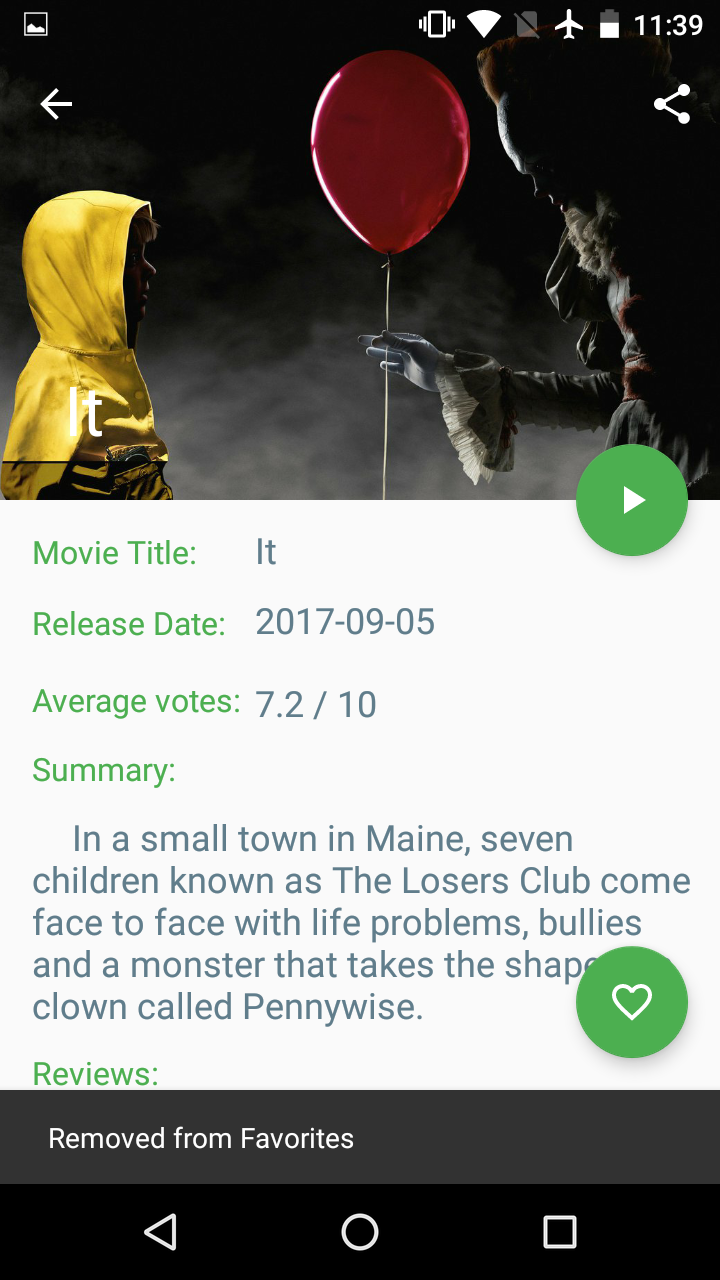 11:39
It
Movie Title: It
Release Date: 2017-09-05
Average votes: 7.2 / 10
Summary:
In a small town in Maine, seven
children known as The Losers Club come
face to face with life problems, bullies
and a monster that takes the shape
clown called Pennywise.
Reviews:
Removed from Favorites